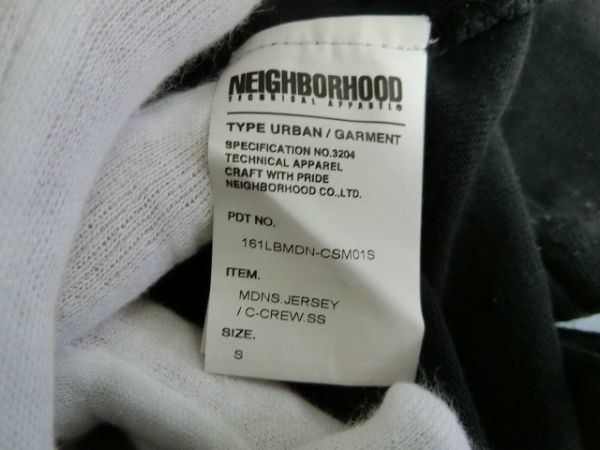 NEIGHBORHOOD
TECHNICAL APPAREL®
TYPE URBAN / GARMENT
SPECIFICATION NO.3204
TECHNICAL APPAREL
CRAFT WITH PRIDE
NEIGHBORHOOD CO.,LTD.
PDT NO.
161LBMDN-CSM01S
ITEM.
MDNS.JERSEY
/ C-CREW.SS
SIZE.
S